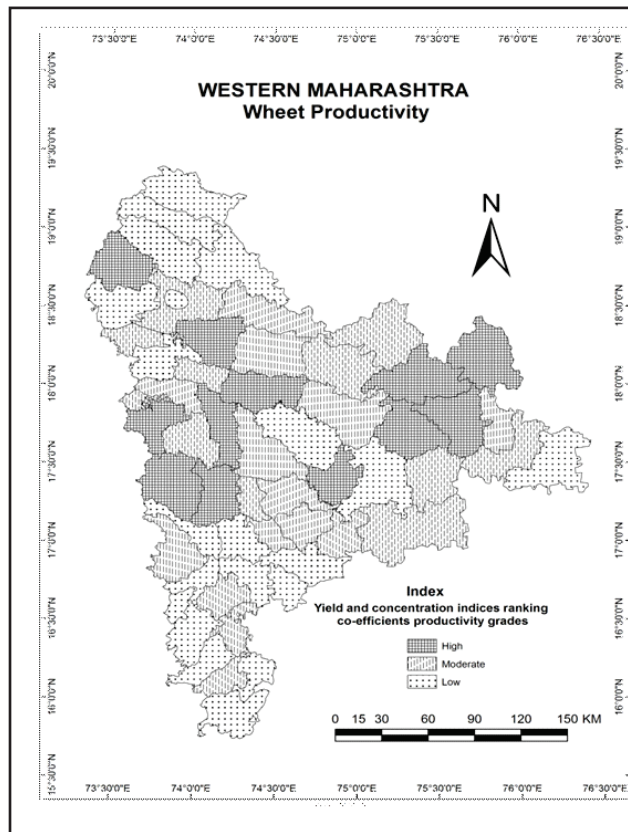 73°30'0"E 74°0'0"E 74°30'0"E 75°0'0"E 75°30'0"E 76°0'0"E 76°30'0"E
20°0'0"N 20°0'0"N
WESTERN MAHARASHTRA
Wheet Productivity
19°30'0"N 19°30'0"N
N
19°0'0"N 19°0'0"N
18°30'0"N 18°30'0"N
18°0'0"N 18°0'0"N
17°30'0"N 17°30'0"N
17°0'0"N 17°0'0"N
Index
Yield and concentration indices ranking
co-efficients productivity grades
16°30'0"N 16°30'0"N
High
Moderate
Low
16°0'0"N 16°0'0"N
0 15 30 60 90 120 150 KM
15°30'0"N
73°30'0"E 74°0'0"E 74°30'0"E 75°0'0"E 75°30'0"E 76°0'0"E